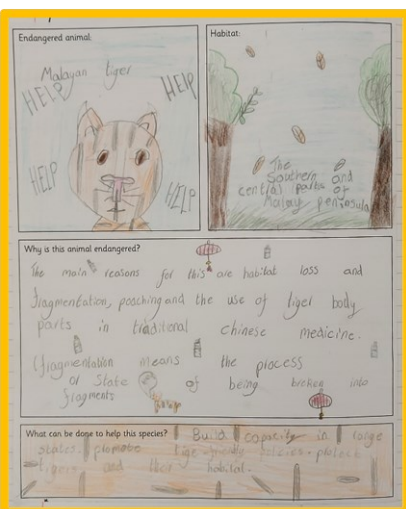 Endangered animal:
Malayan tiger
HELP HELP
HELP HELP
Habitat:
The
Southern and
central parts of
Malay peninsula
Why is this animal endangered?
The main reasons for this are habitat loss and
fragmentation, poaching and the use of tiger body
parts in traditional chinese medicine.
(fragmentation means the process
or State of being broken into
fragments
What can be done to help this species? Build capacity in range
states, promote tiger-friendly policies, protect
tigers and their habitat.